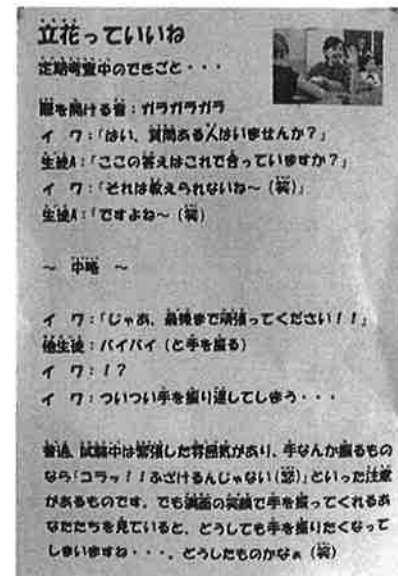 立花っていいね
定期考査中のできごと・・・
扉を開ける音：ガラガラガラ
イ　ワ：「はい、質問ある人はいませんか？」
生徒A：「ここの答えはこれで合っていますか？」
イ　ワ：「それは教えられないね～（笑）」
生徒A：「ですよね～（笑）
～　中略　～
イ　ワ：「じゃあ、最後まで頑張ってください！！」
他生徒：バイバイ（と手を振る）
イ　ワ：！？
イ　ワ：ついつい手を振り返してしまう・・・
普通、試験中は緊張した雰囲気があり、手なんか振るもの
なら「コラッ！！ふざけるんじゃない（怒）」といった注意
があるものです。でも満面の笑顔で手を振ってくれるあ
なたたちを見ていると、どうしても手を振りたくなって
しまいますね・・・。どうしたものかなぁ（笑）